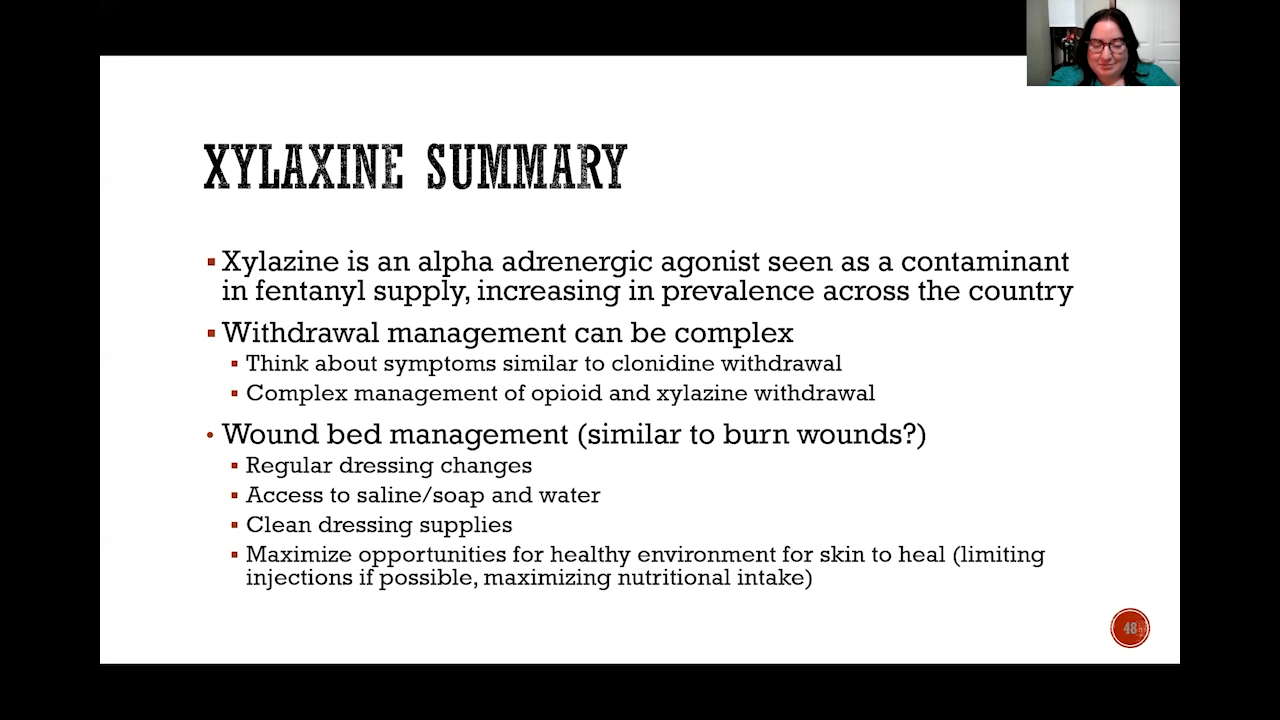 XYLAXINE SUMMARY
Xylazine is an alpha adrenergic agonist seen as a contaminant
in fentanyl supply, increasing in prevalence across the country
Withdrawal management can be complex
Think about symptoms similar to clonidine withdrawal
Complex management of opioid and xylazine withdrawal
Wound bed management (similar to burn wounds?)
Regular dressing changes
Access to saline/soap and water
Clean dressing supplies
Maximize opportunities for healthy environment for skin to heal (limiting
injections if possible, maximizing nutritional intake)
48